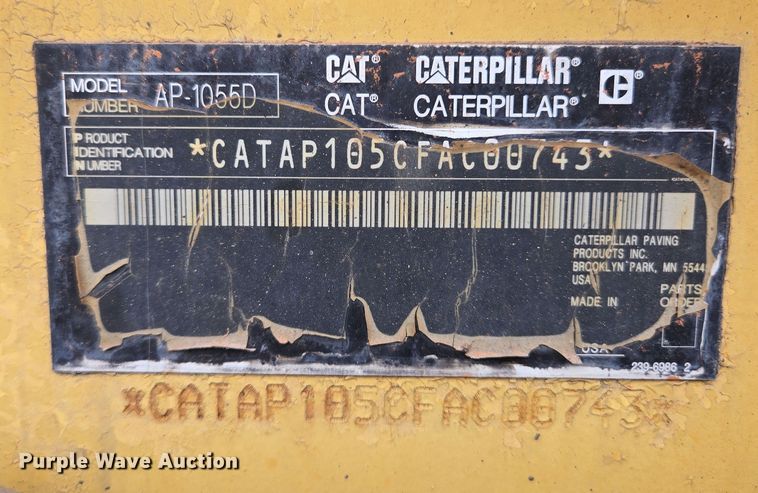 CAT® CATERPILLAR® C
MODEL NUMBER AP-1055D
CAT® CATERPILLAR®
PRODUCT
IDENTIFICATION
NUMBER
*CATAP105CFAC00743*
CATERPILLAR PAVING
PRODUCTS INC.
BROOKLYN PARK, MN 5544
USA
PARTS
MADE IN ORDER
USA
239-6986 2
*CATAP105CFAC00743*
Purple Wave Auction